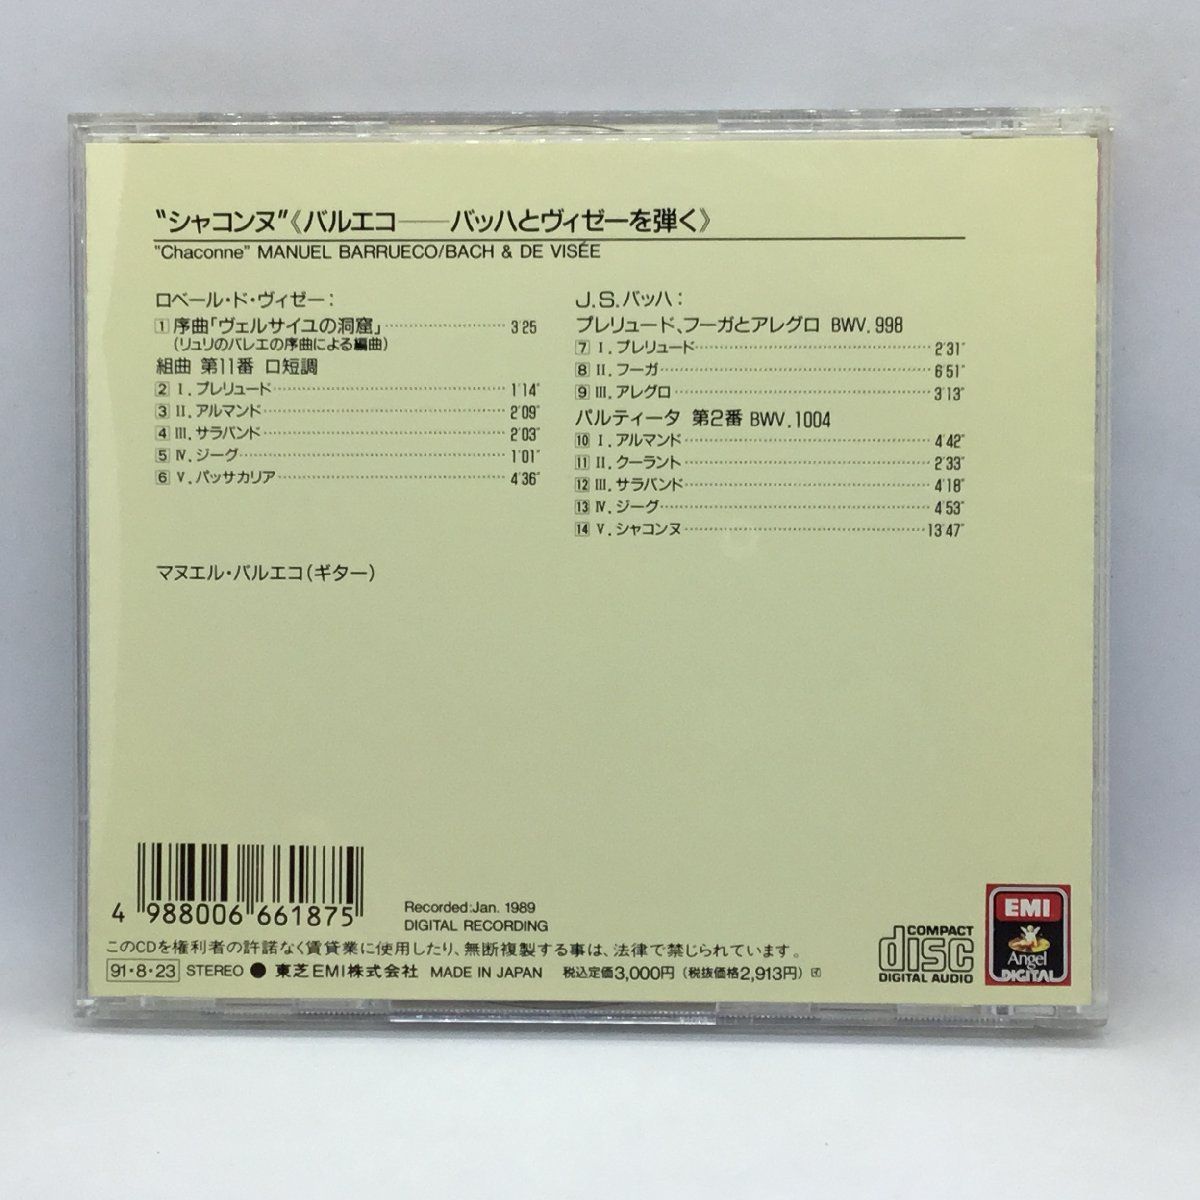 “シャコンヌ”《バルエコ——バッハとヴィゼーを弾く》
"Chaconne" MANUEL BARRUECO/BACH & DE VISÉE
ロベール・ド・ヴィゼー:
1 序曲「ヴェルサイユの洞窟」 3'25
(リュリのバレエの序曲による編曲)
組曲 第11番 ロ短調
2 I.プレリュード 1'14"
3 II.アルマンド 2'09"
4 III.サラバンド 2'03"
5 IV.ジーグ 1'01"
6 V.パッサカリア 4'36"
マヌエル・バルエコ(ギター)
J.S.バッハ:
プレリュード、フーガとアレグロ BWV.998
7 I.プレリュード 2'31"
8 II.フーガ 6'51"
9 III.アレグロ 3'13"
パルティータ 第2番 BWV.1004
10 I.アルマンド 4'42"
11 II.クーラント 2'33"
12 III.サラバンド 4'18"
13 IV.ジーグ 4'53"
14 V.シャコンヌ 13'47"
4 988006 661875
Recorded:Jan. 1989
DIGITAL RECORDING
このCDを権利者の許諾なく賃貸業に使用したり、無断複製する事は、法律で禁じられています。
91・8・23 STEREO ● 東芝EMI株式会社 MADE IN JAPAN 税込定価3,000円(税抜価格2,913円)
COMPACT
disc
DIGITAL AUDIO
EMI
Angel
DIGITAL